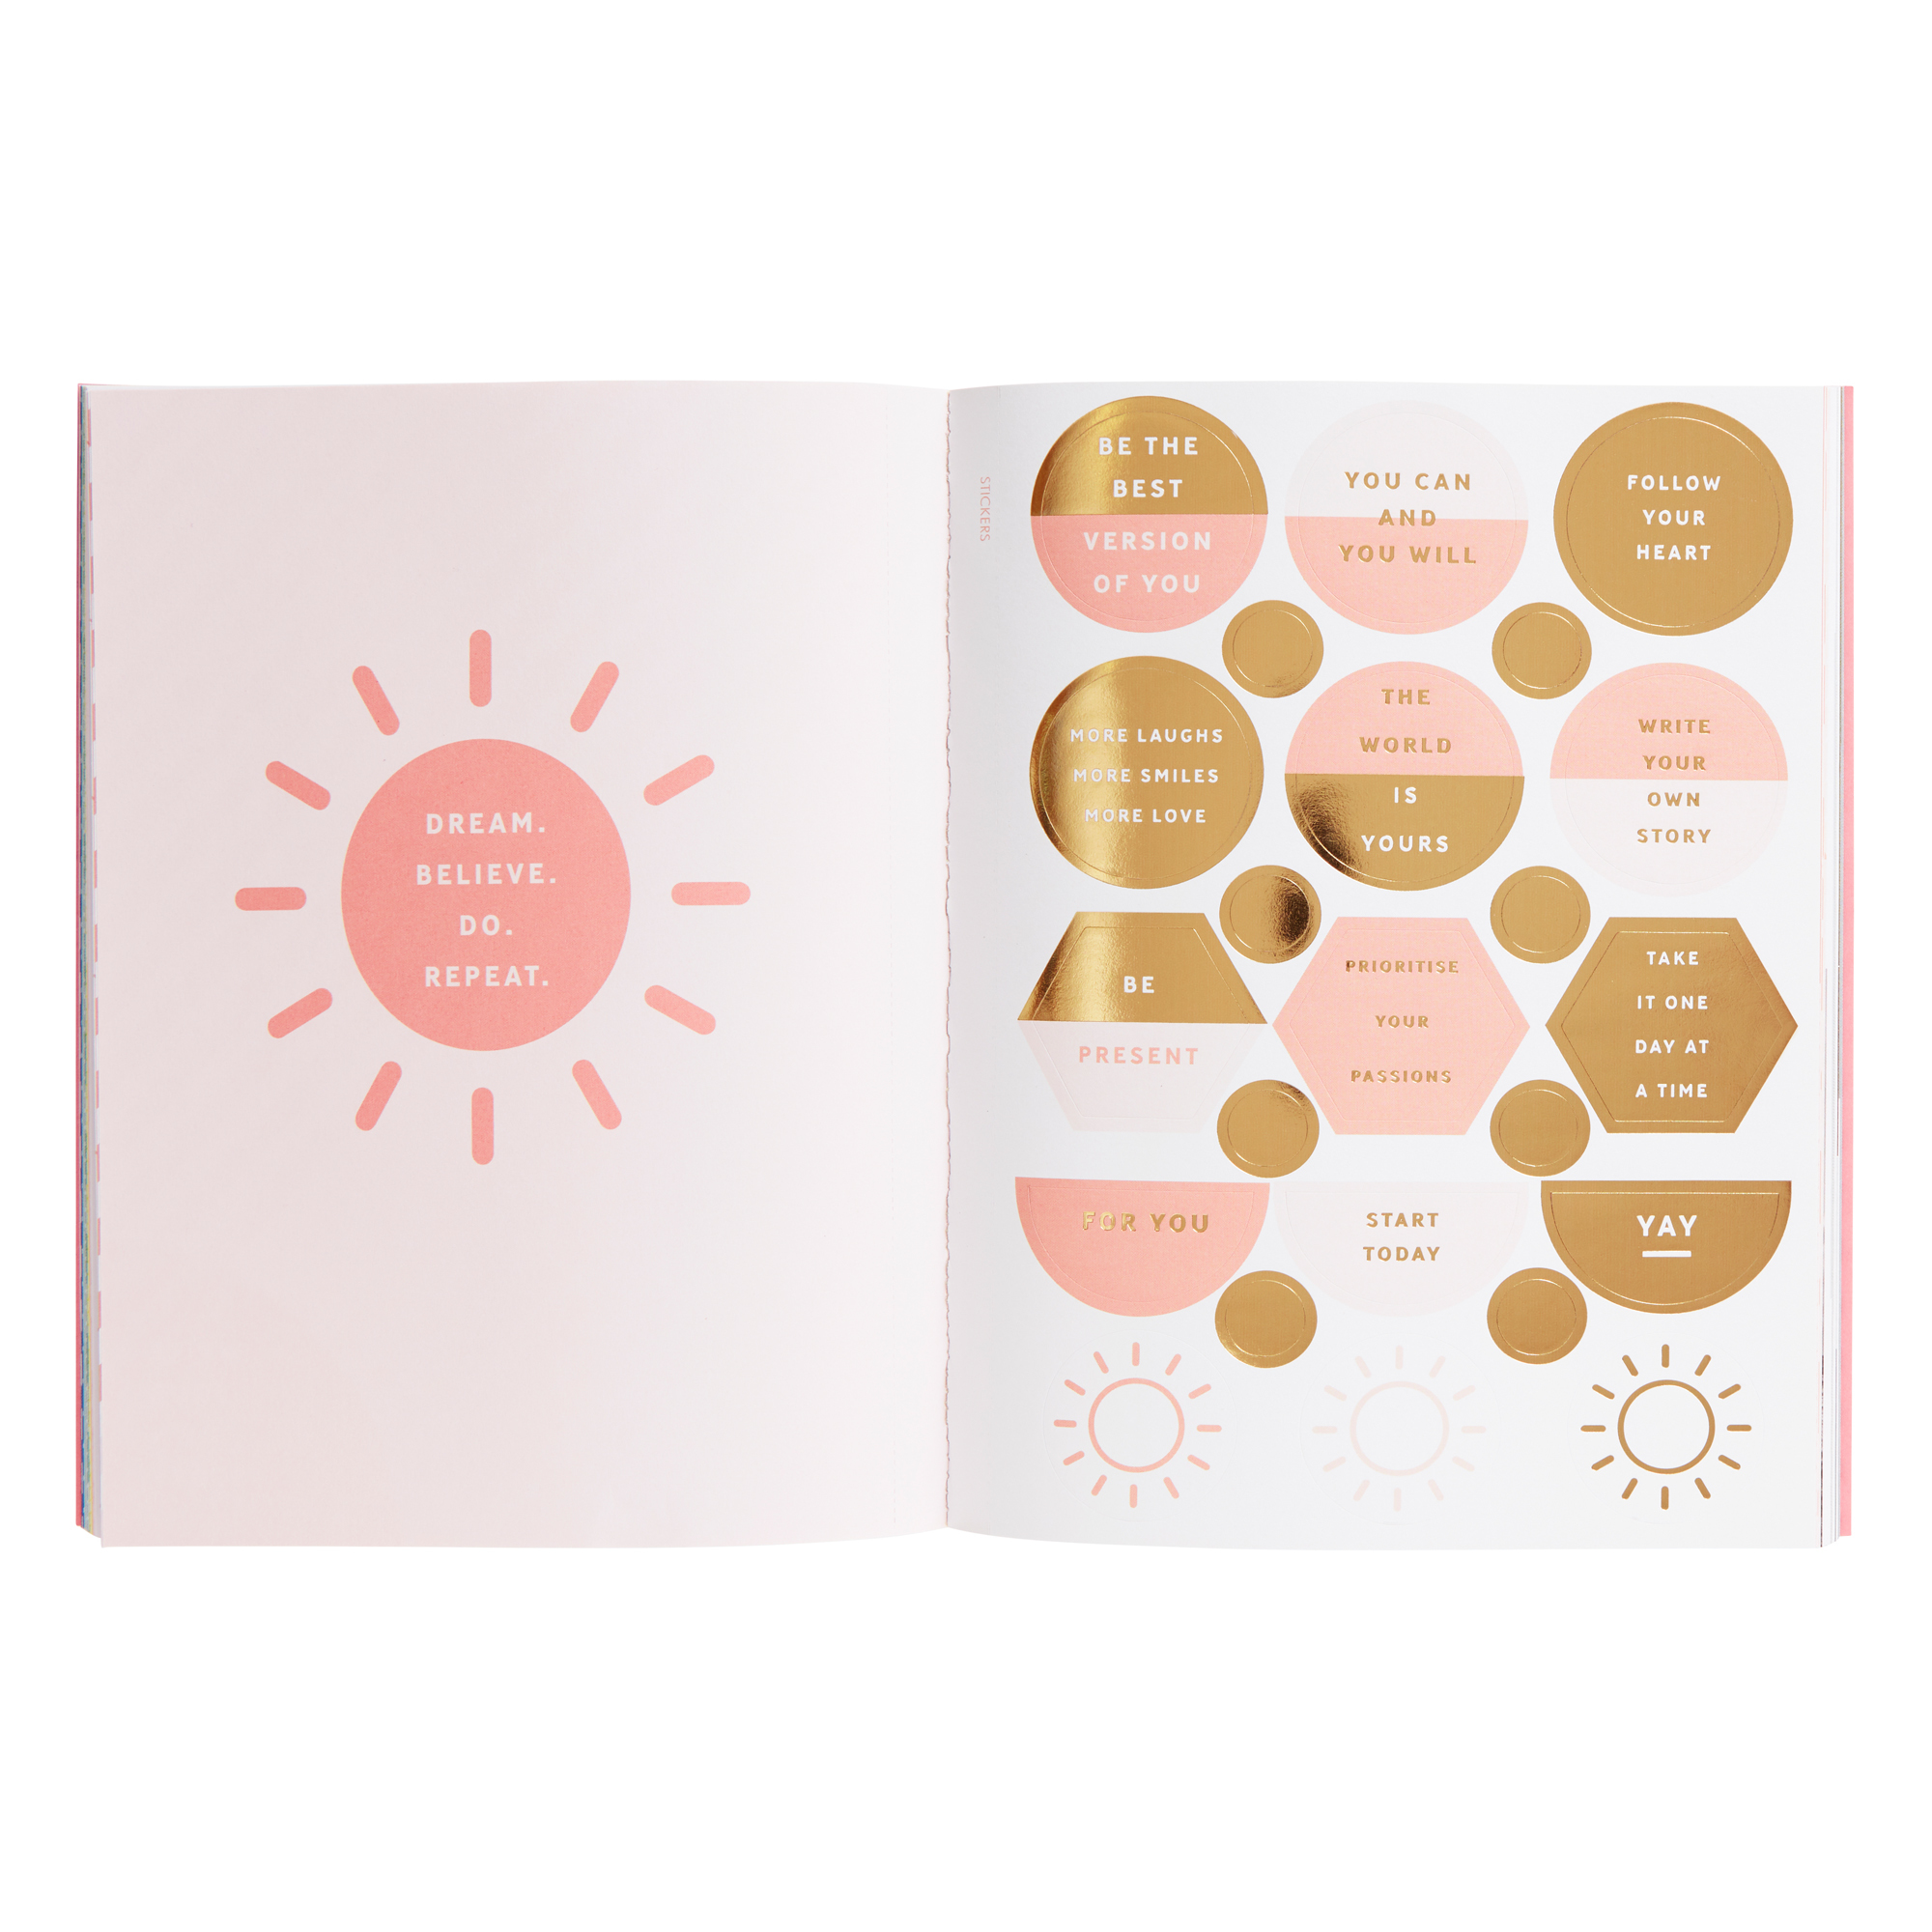 DREAM.
BELIEVE.
DO.
REPEAT.
STICKERS
BE THE
BEST
VERSION
OF YOU
YOU CAN
AND
YOU WILL
FOLLOW
YOUR
HEART
MORE LAUGHS
MORE SMILES
MORE LOVE
THE
WORLD
IS
YOURS
WRITE
YOUR
OWN
STORY
BE
PRESENT
PRIORITISE
YOUR
PASSIONS
TAKE
IT ONE
DAY AT
A TIME
FOR YOU
START
TODAY
YAY